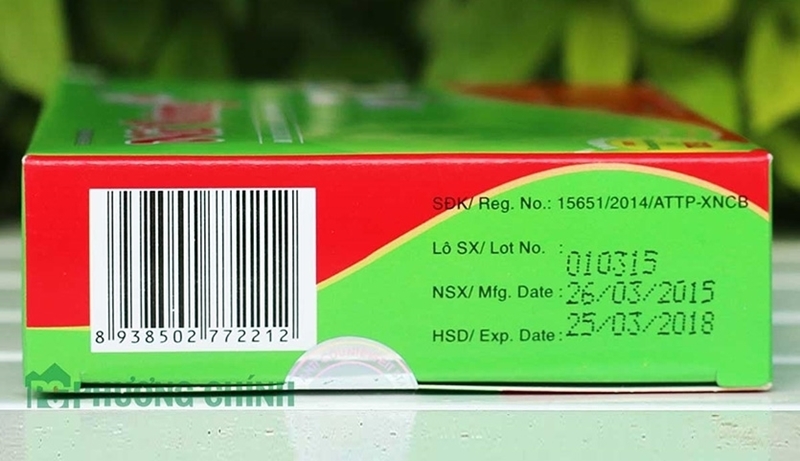 SĐK/ Reg. No.: 15651/2014/ATTP-XNCB
Lô SX/ Lot No. : 010315
NSX/ Mfg. Date : 26/03/2015
HSD/ Exp. Date : 25/03/2018
8 938502 772212
PHƯƠNG CHÍNH